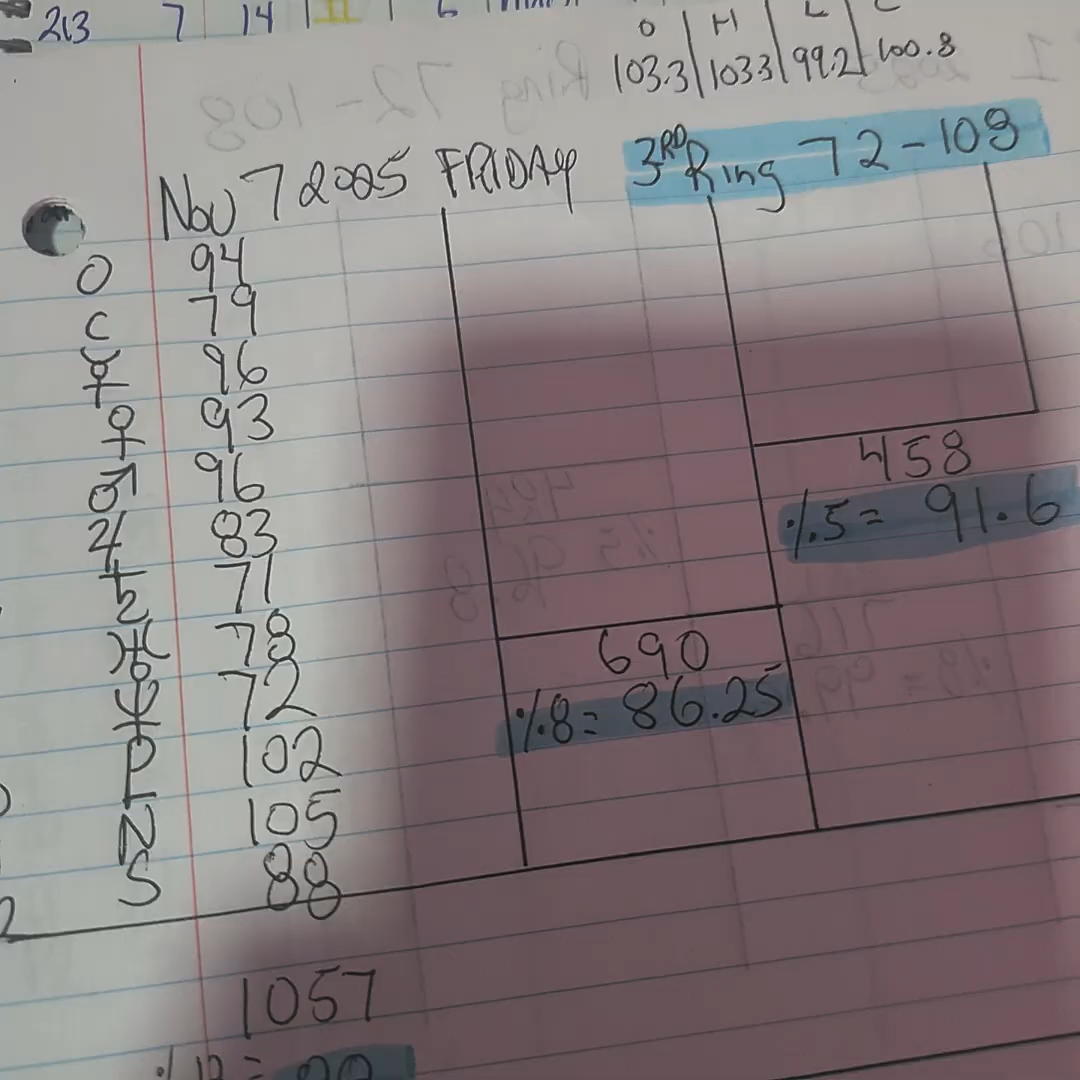 213 7 14 II 6
O H L C
103.3 103.3 99.2 100.8
Nov 7 2025 FRIDAY 3RD Ring 72-108
O 94
C 79
☿ 96
♀ 93
♂ 96
♃ 83
♄ 71
♅ 78
♆ 72
P 102
N 105
S 88
458
%5= 91.6
690
%8= 86.25
1057